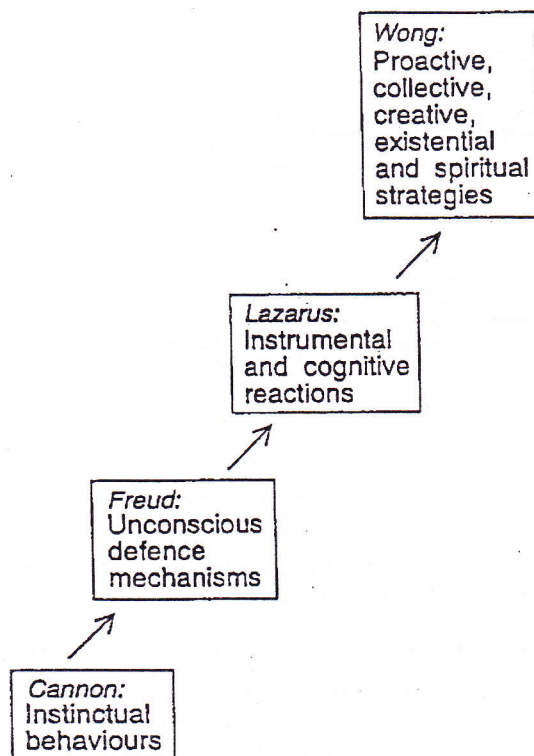 Wong:
Proactive,
collective,
creative,
existential
and spiritual
strategies
Lazarus:
Instrumental
and cognitive
reactions
Freud:
Unconscious
defence
mechanisms
Cannon:
Instinctual
behaviours